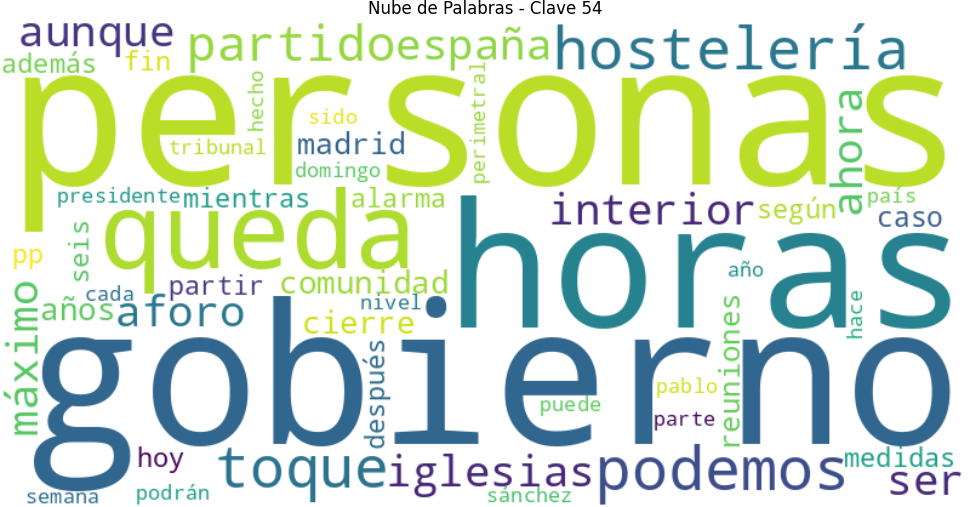 Nube de Palabras - Clave 54
aunque
partido
españa
hostelería
además
fin
personas
hecho
sido
tribunal
madrid
domingo
perimetral
ahora
presidente
mientras
alarma
interior
según
país
caso
queda
horas
pp
seis
cada
partir
comunidad
año
años
aforo
nivel
cierre
hace
máximo
gobierno
después
reuniones
pablo
puede
parte
hoy
toque
iglesias
podemos
medidas
ser
semana
podrán
sánchez